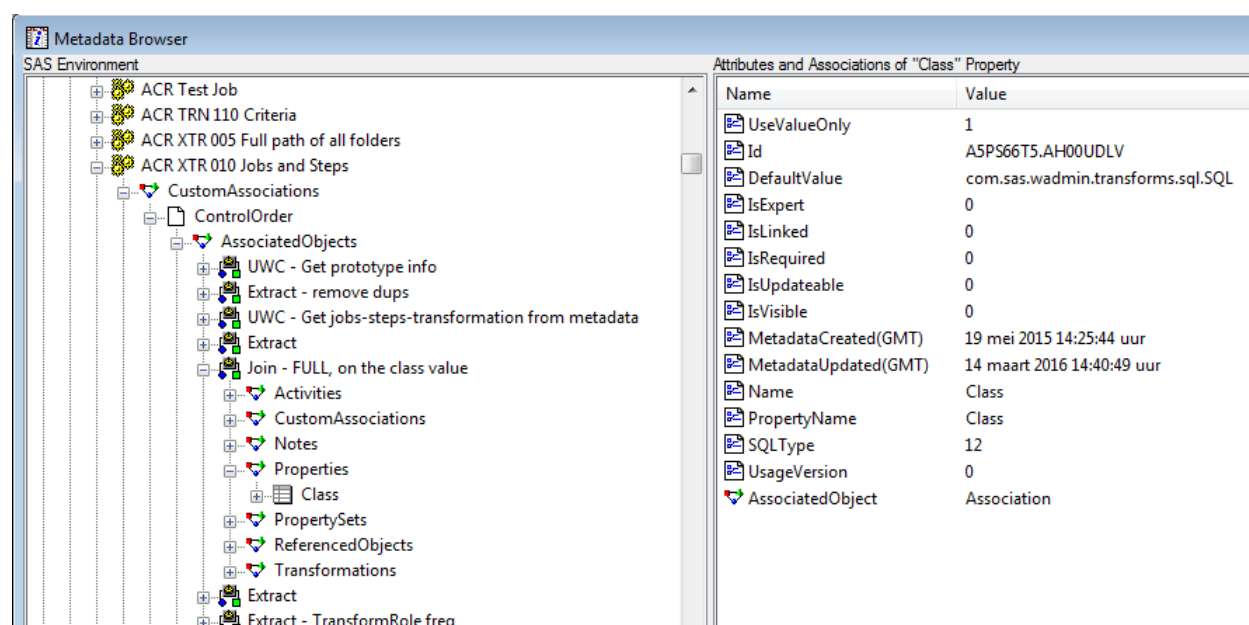 Metadata Browser
SAS Environment
ACR Test Job
ACR TRN 110 Criteria
ACR XTR 005 Full path of all folders
ACR XTR 010 Jobs and Steps
CustomAssociations
ControlOrder
AssociatedObjects
UWC - Get prototype info
Extract - remove dups
UWC - Get jobs-steps-transformation from metadata
Extract
Join - FULL, on the class value
Activities
CustomAssociations
Notes
Properties
Class
PropertySets
ReferencedObjects
Transformations
Extract
Extract - TransformRole freq
Attributes and Associations of "Class" Property
Name Value
UseValueOnly 1
Id A5PS66T5.AH00UDLV
DefaultValue com.sas.wadmin.transforms.sql.SQL
IsExpert 0
IsLinked 0
IsRequired 0
IsUpdateable 0
IsVisible 0
MetadataCreated(GMT) 19 mei 2015 14:25:44 uur
MetadataUpdated(GMT) 14 maart 2016 14:40:49 uur
Name Class
PropertyName Class
SQLType 12
UsageVersion 0
AssociatedObject Association